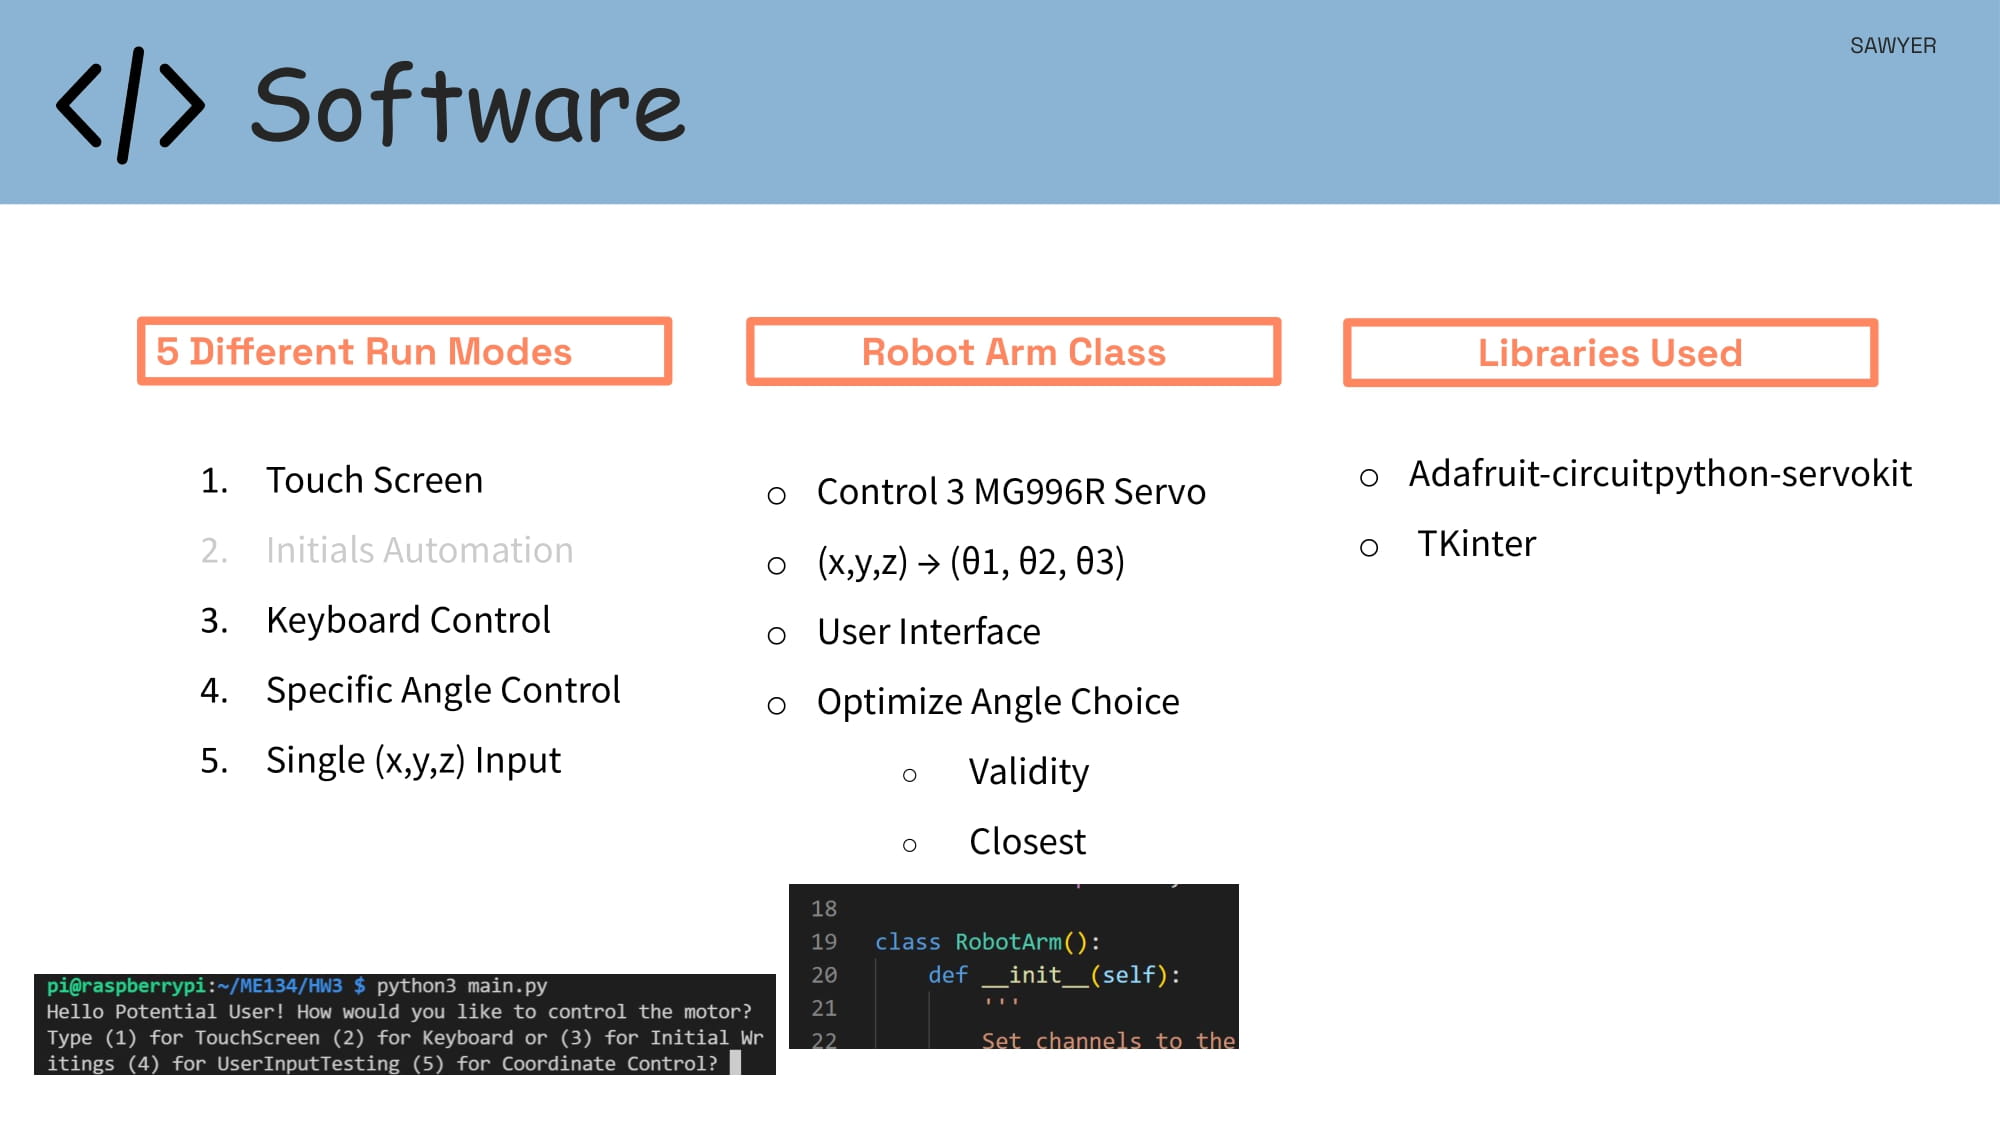 SAWYER
</> Software
5 Different Run Modes
1. Touch Screen
2. Initials Automation
3. Keyboard Control
4. Specific Angle Control
5. Single (x,y,z) Input
pi@raspberrypi:~/ME134/HW3 $ python3 main.py
Hello Potential User! How would you like to control the motor?
Type (1) for TouchScreen (2) for Keyboard or (3) for Initial Wr
itings (4) for UserInputTesting (5) for Coordinate Control?
Robot Arm Class
○ Control 3 MG996R Servo
○ (x,y,z) → (θ1, θ2, θ3)
○ User Interface
○ Optimize Angle Choice
○ Validity
○ Closest
18
19 class RobotArm():
20 def __init__(self):
21 '''
22 Set channels to the
Libraries Used
○ Adafruit-circuitpython-servokit
○ TKinter